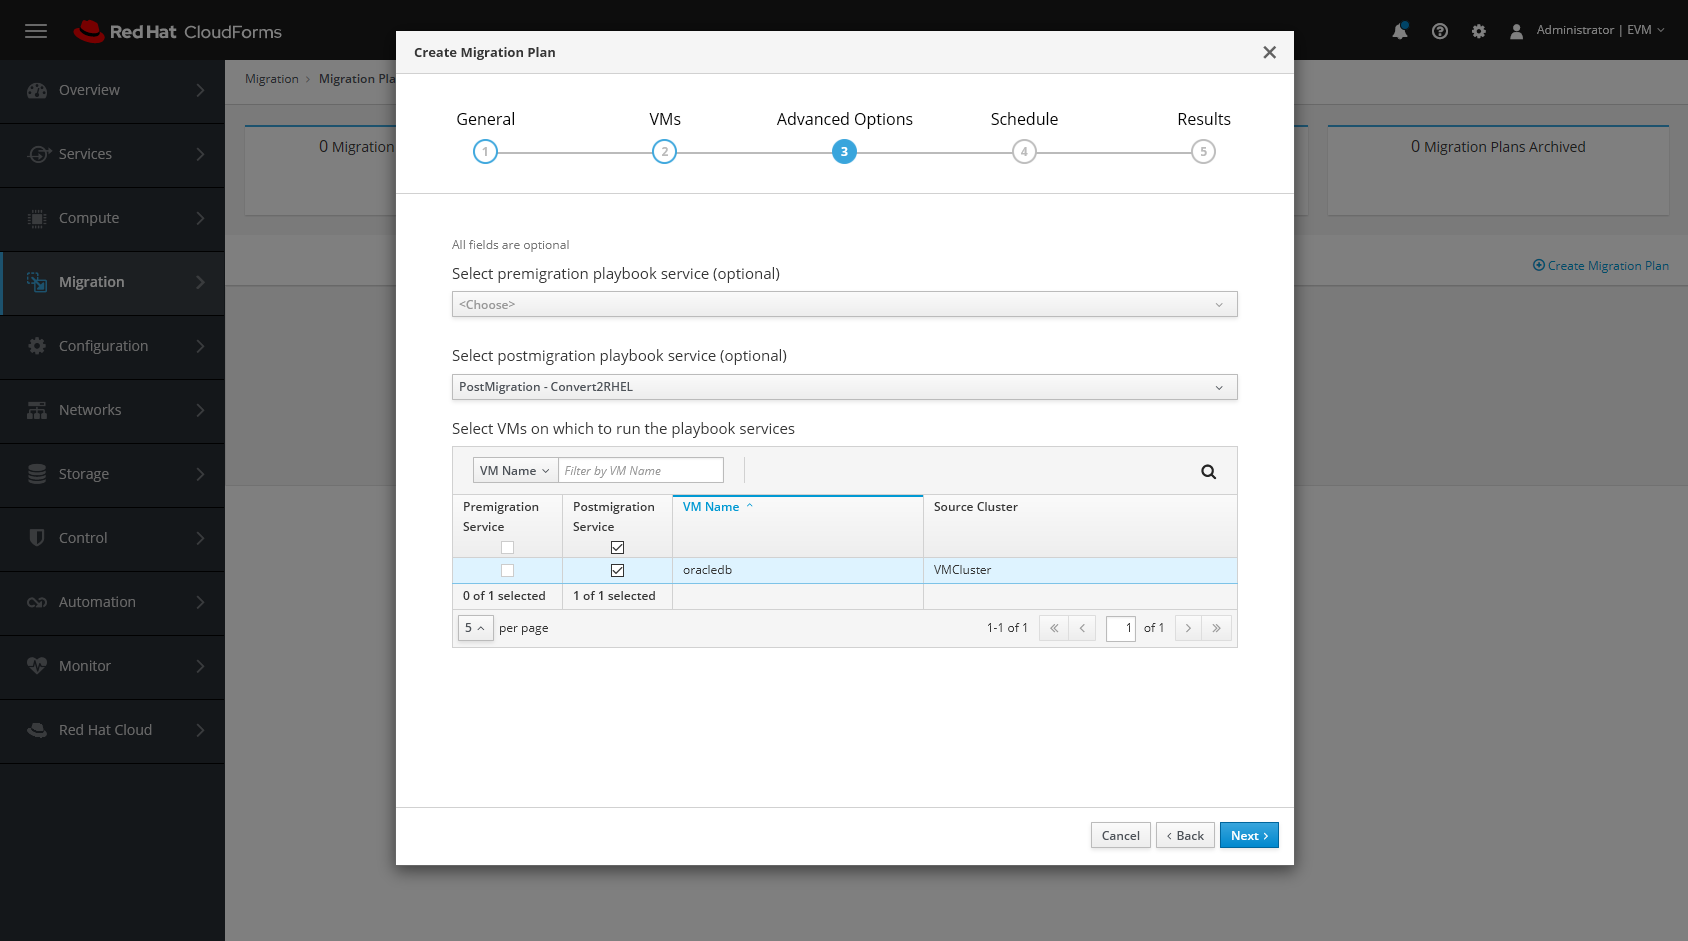 Red Hat CloudForms
Administrator | EVM
Overview
Services
Compute
Migration
Configuration
Networks
Storage
Control
Automation
Monitor
Red Hat Cloud
Migration > Migration Pla
0 Migration
0 Migration Plans Archived
Create Migration Plan
Create Migration Plan
General
VMs
Advanced Options
Schedule
Results
1
2
3
4
5
All fields are optional
Select premigration playbook service (optional)
<Choose>
Select postmigration playbook service (optional)
PostMigration - Convert2RHEL
Select VMs on which to run the playbook services
VM Name
Filter by VM Name
Premigration Service
Postmigration Service
VM Name
Source Cluster
oracledb
VMCluster
0 of 1 selected
1 of 1 selected
5 per page
1-1 of 1
1 of 1
Cancel
< Back
Next >